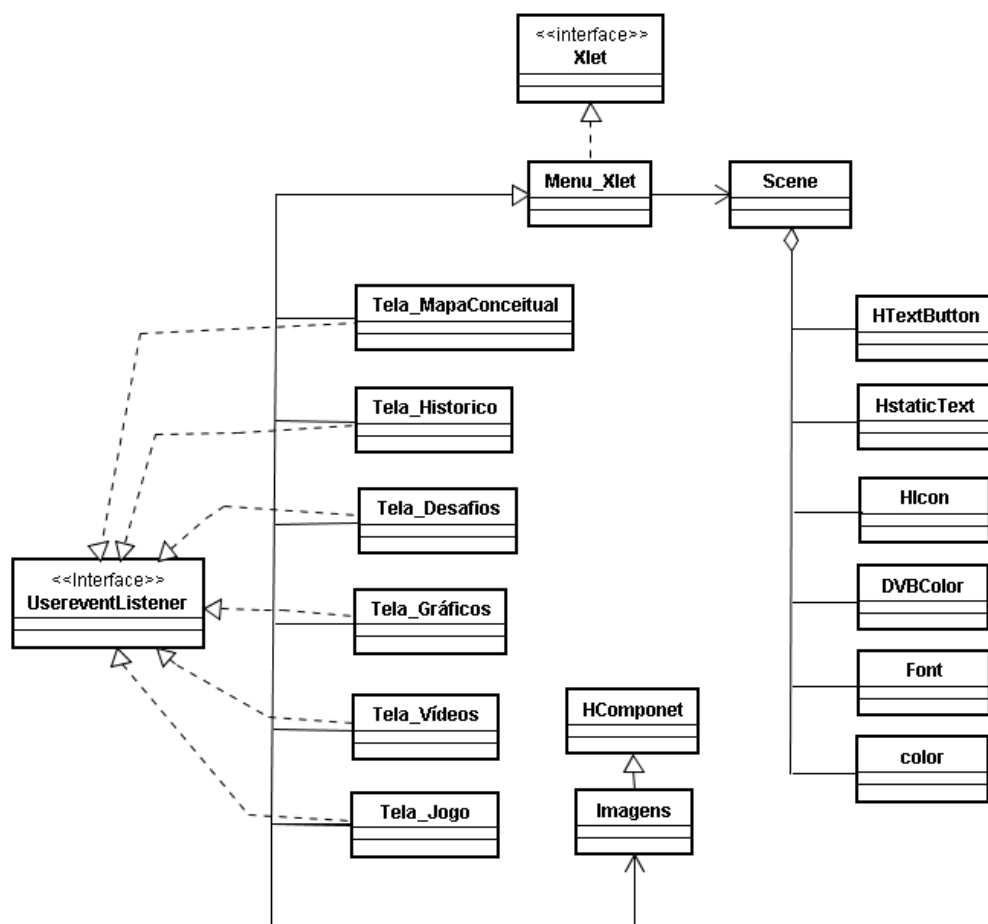 <<interface>>
Xlet
Menu_Xlet
Scene
Tela_MapaConceitual
HTextButton
Tela_Historico
HstaticText
Tela_Desafios
HIcon
<<Interface>>
UsereventListener
Tela_Gráficos
DVBColor
Tela_Vídeos
HComponet
Font
Tela_Jogo
Imagens
color